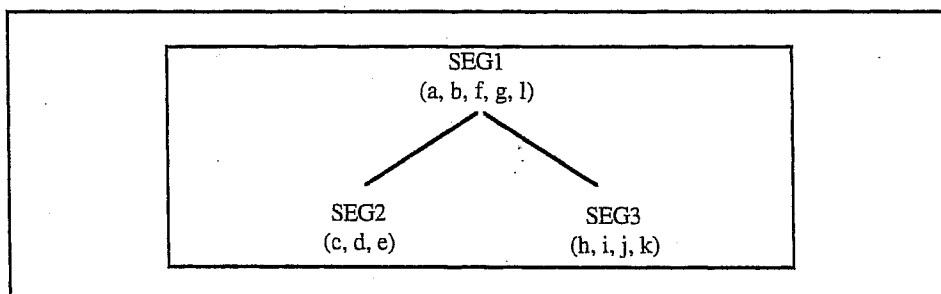 SEG1
(a, b, f, g, l)
SEG2
(c, d, e)
SEG3
(h, i, j, k)